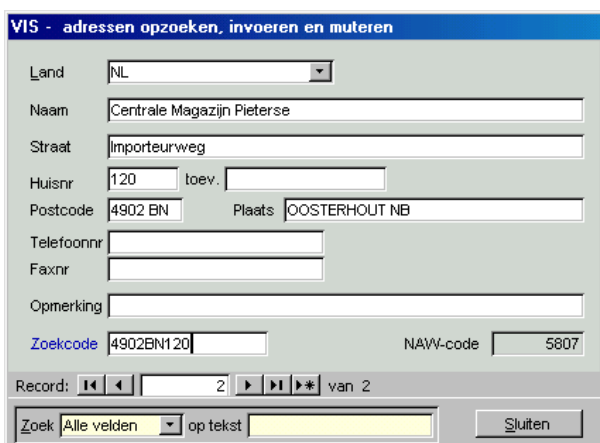 VIS - adressen opzoeken, invoeren en muteren
Land NL
Naam Centrale Magazijn Pieterse
Straat Importeurweg
Huisnr 120 toev.
Postcode 4902 BN Plaats OOSTERHOUT NB
Telefoonnr
Faxnr
Opmerking
Zoekcode 4902BN120 NAW-code 5807
Record: 2 van 2
Zoek Alle velden op tekst Sluiten